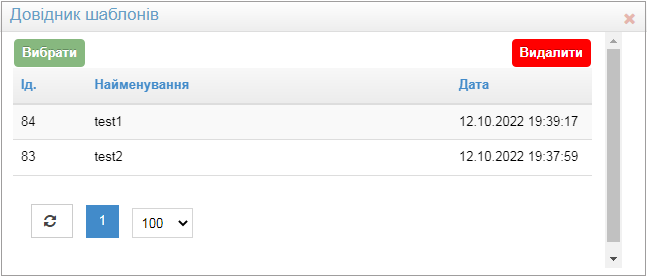 Довідник шаблонів
Вибрати Видалити
Ід. Найменування Дата
84 test1 12.10.2022 19:39:17
83 test2 12.10.2022 19:37:59
1 100